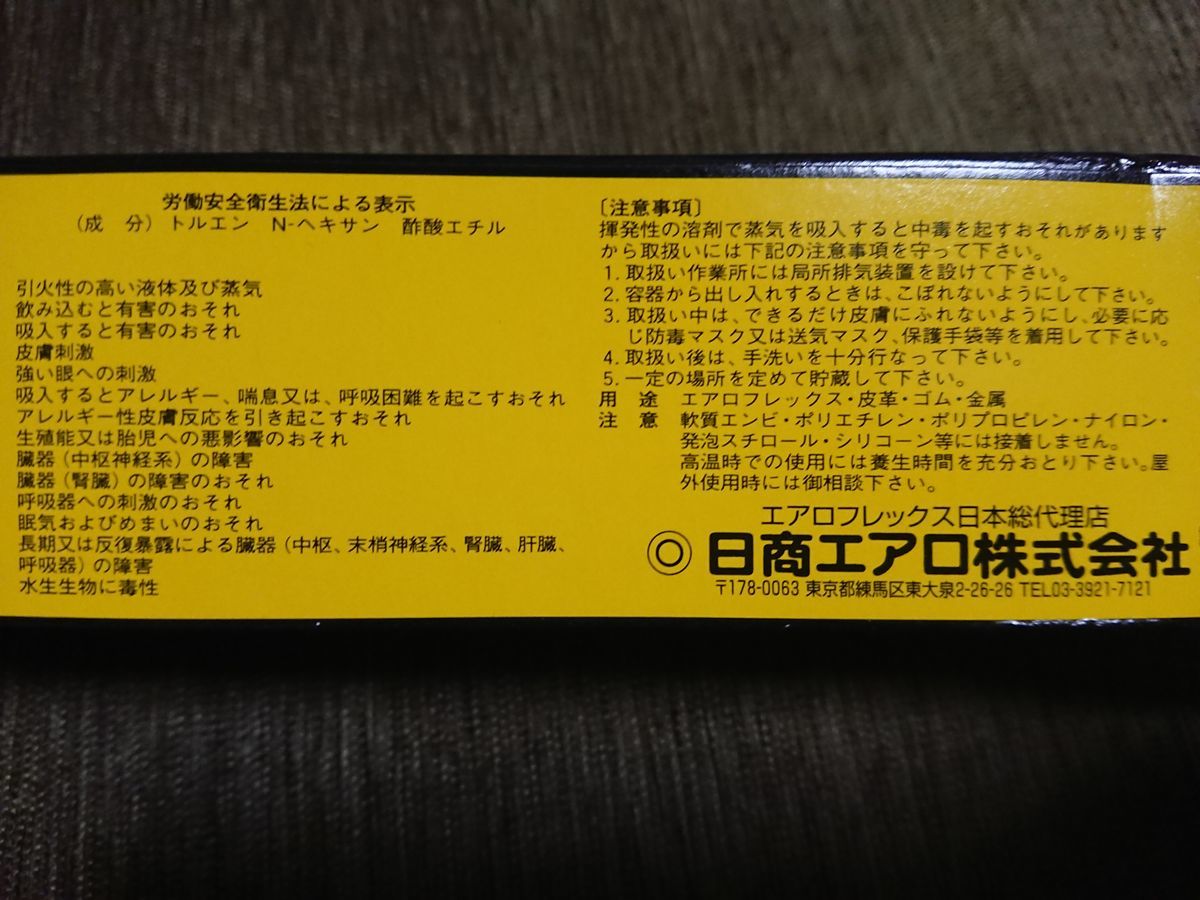 労働安全衛生法による表示
(成 分) トルエン N-ヘキサン 酢酸エチル
引火性の高い液体及び蒸気
飲み込むと有害のおそれ
吸入すると有害のおそれ
皮膚刺激
強い眼への刺激
吸入するとアレルギー、喘息又は、呼吸困難を起こすおそれ
アレルギー性皮膚反応を引き起こすおそれ
生殖能又は胎児への悪影響のおそれ
臓器(中枢神経系)の障害
臓器(腎臓)の障害のおそれ
呼吸器への刺激のおそれ
眠気およびめまいのおそれ
長期又は反復暴露による臓器(中枢、末梢神経系、腎臓、肝臓、
呼吸器)の障害
水生生物に毒性
〔注意事項〕
揮発性の溶剤で蒸気を吸入すると中毒を起すおそれがあります
から取扱いには下記の注意事項を守って下さい。
1. 取扱い作業所には局所排気装置を設けて下さい。
2. 容器から出し入れするときは、こぼれないようにして下さい。
3. 取扱い中は、できるだけ皮膚にふれないようにし、必要に応
じ防毒マスク又は送気マスク、保護手袋等を着用して下さい。
4. 取扱い後は、手洗いを十分行なって下さい。
5. 一定の場所を定めて貯蔵して下さい。
用 途 エアロフレックス・皮革・ゴム・金属
注 意 軟質エンビ・ポリエチレン・ポリプロピレン・ナイロン・
発泡スチロール・シリコーン等には接着しません。
高温時での使用には養生時間を充分おとり下さい。屋
外使用時には御相談下さい。
エアロフレックス日本総代理店
日商エアロ株式会社
〒178-0063 東京都練馬区東大泉2-26-26 TEL03-3921-7121